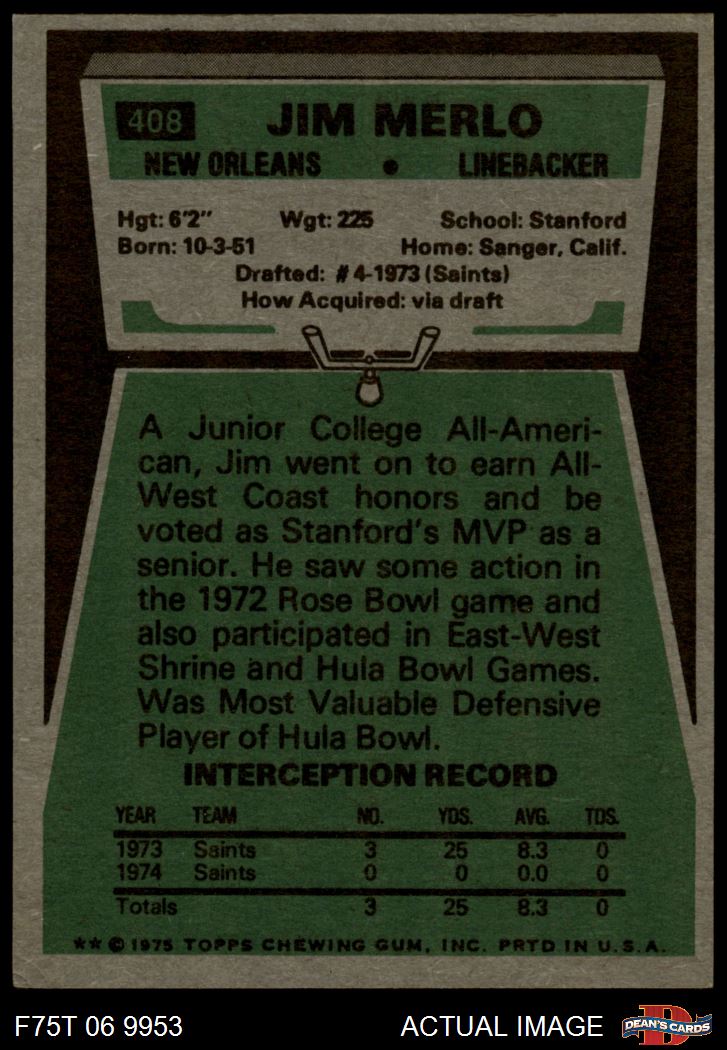 408 JIM MERLO
NEW ORLEANS • LINEBACKER
Hgt: 6'2" Wgt: 225 School: Stanford
Born: 10-3-51 Home: Sanger, Calif.
Drafted: #4-1973 (Saints)
How Acquired: via draft
A Junior College All-Ameri-
can, Jim went on to earn All-
West Coast honors and be
voted as Stanford's MVP as a
senior. He saw some action in
the 1972 Rose Bowl game and
also participated in East-West
Shrine and Hula Bowl Games.
Was Most Valuable Defensive
Player of Hula Bowl.
INTERCEPTION RECORD
YEAR TEAM NO. YDS. AVG. TDS.
1973 Saints 3 25 8.3 0
1974 Saints 0 0 0.0 0
Totals 3 25 8.3 0
** © 1975 TOPPS CHEWING GUM, INC. PRTD IN U.S.A.
F75T 06 9953 ACTUAL IMAGE D DEAN'S CARDS